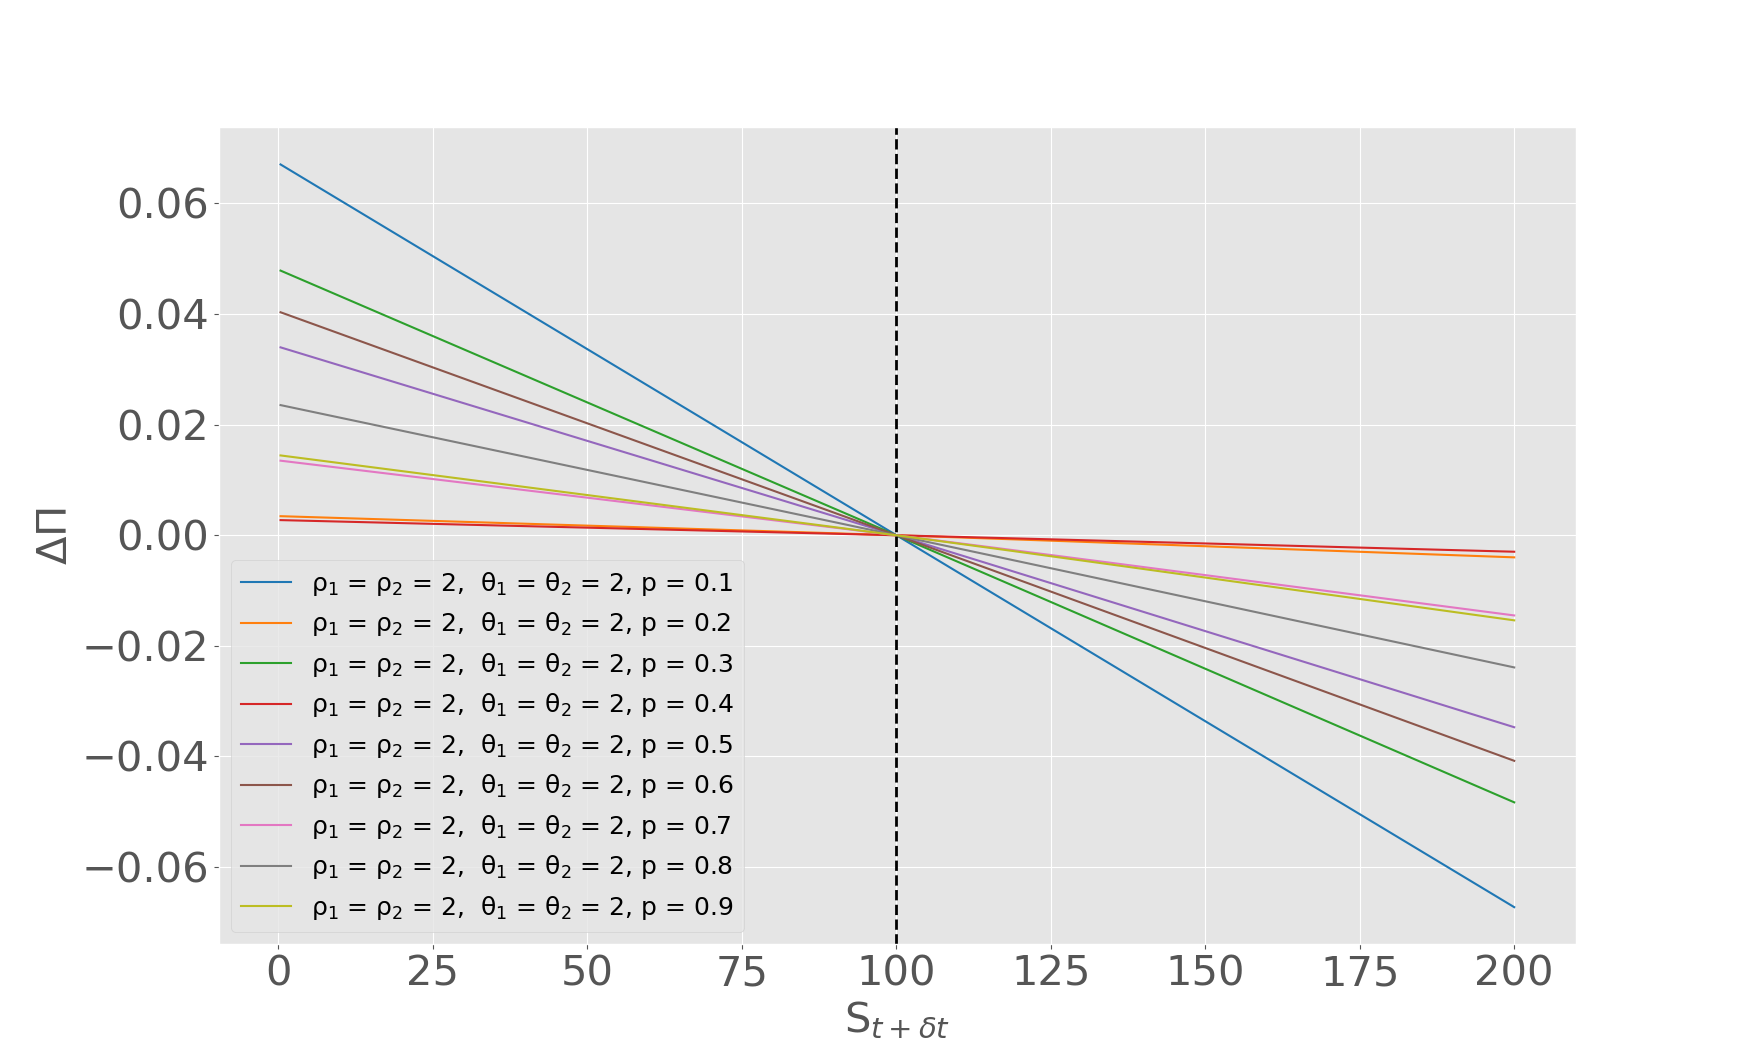 0.06
0.04
0.02
0.00
−0.02
−0.04
−0.06
ΔΠ
ρ₁ = ρ₂ = 2,  θ₁ = θ₂ = 2, p = 0.1
ρ₁ = ρ₂ = 2,  θ₁ = θ₂ = 2, p = 0.2
ρ₁ = ρ₂ = 2,  θ₁ = θ₂ = 2, p = 0.3
ρ₁ = ρ₂ = 2,  θ₁ = θ₂ = 2, p = 0.4
ρ₁ = ρ₂ = 2,  θ₁ = θ₂ = 2, p = 0.5
ρ₁ = ρ₂ = 2,  θ₁ = θ₂ = 2, p = 0.6
ρ₁ = ρ₂ = 2,  θ₁ = θ₂ = 2, p = 0.7
ρ₁ = ρ₂ = 2,  θ₁ = θ₂ = 2, p = 0.8
ρ₁ = ρ₂ = 2,  θ₁ = θ₂ = 2, p = 0.9
0 25 50 75 100 125 150 175 200
S_{t + δt}